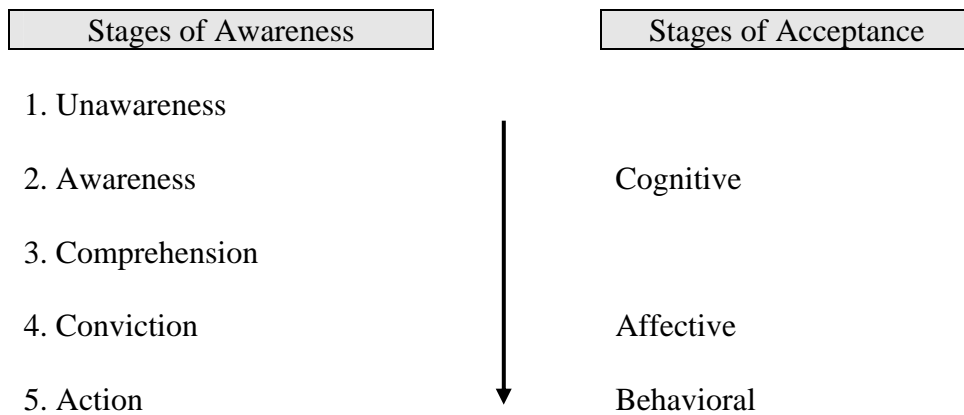 Stages of Awareness Stages of Acceptance
1. Unawareness
2. Awareness Cognitive
3. Comprehension
4. Conviction Affective
5. Action Behavioral